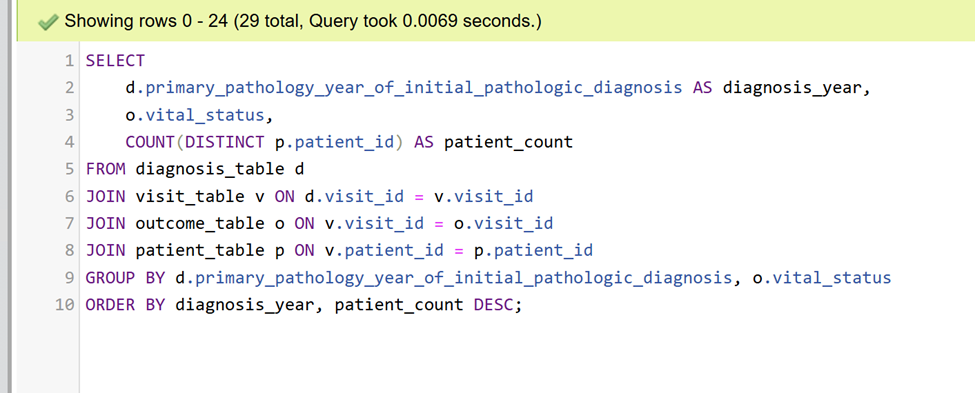 Showing rows 0 - 24 (29 total, Query took 0.0069 seconds.)
1 SELECT
2 d.primary_pathology_year_of_initial_pathologic_diagnosis AS diagnosis_year,
3 o.vital_status,
4 COUNT(DISTINCT p.patient_id) AS patient_count
5 FROM diagnosis_table d
6 JOIN visit_table v ON d.visit_id = v.visit_id
7 JOIN outcome_table o ON v.visit_id = o.visit_id
8 JOIN patient_table p ON v.patient_id = p.patient_id
9 GROUP BY d.primary_pathology_year_of_initial_pathologic_diagnosis, o.vital_status
10 ORDER BY diagnosis_year, patient_count DESC;